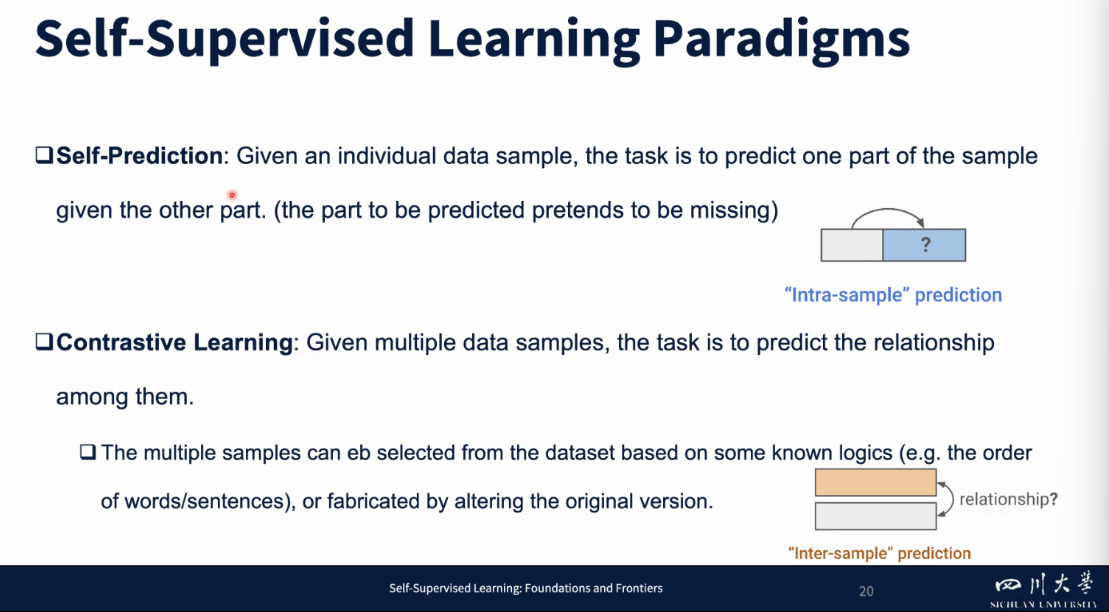 Self-Supervised Learning Paradigms
❑Self-Prediction: Given an individual data sample, the task is to predict one part of the sample
given the other part. (the part to be predicted pretends to be missing)
?
“Intra-sample” prediction
❑Contrastive Learning: Given multiple data samples, the task is to predict the relationship
among them.
❑ The multiple samples can eb selected from the dataset based on some known logics (e.g. the order
of words/sentences), or fabricated by altering the original version.
relationship?
“Inter-sample” prediction
Self-Supervised Learning: Foundations and Frontiers
20
四川大學
SICHUAN UNIVERSITY